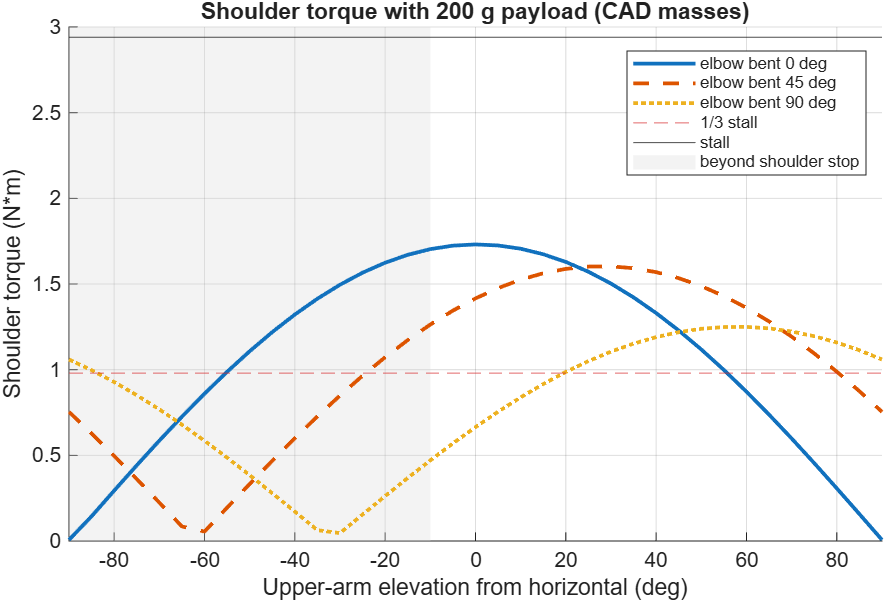 Shoulder torque with 200 g payload (CAD masses)
3
2.5
2
1.5
1
0.5
0
Shoulder torque (N*m)
elbow bent 0 deg
elbow bent 45 deg
elbow bent 90 deg
1/3 stall
stall
beyond shoulder stop
-80 -60 -40 -20 0 20 40 60 80
Upper-arm elevation from horizontal (deg)